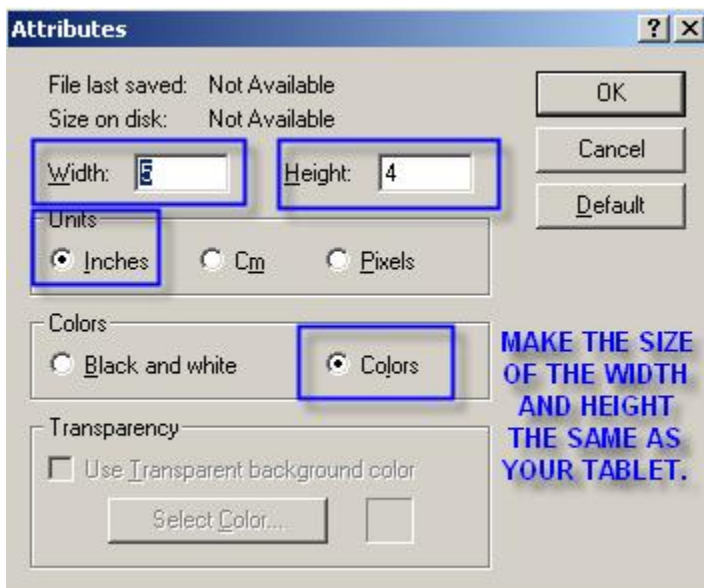 Attributes
File last saved: Not Available
Size on disk: Not Available
OK
Cancel
Default
Width: 5
Height: 4
Units
Inches
Cm
Pixels
Colors
Black and white
Colors
MAKE THE SIZE
OF THE WIDTH
AND HEIGHT
THE SAME AS
YOUR TABLET.
Transparency
Use Transparent background color
Select Color...